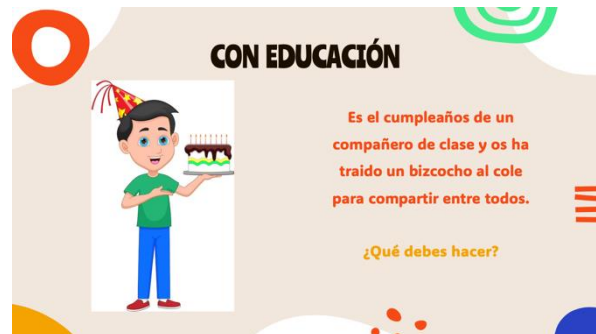 CON EDUCACIÓN
Es el cumpleaños de un
compañero de clase y os ha
traido un bizcocho al cole
para compartir entre todos.
¿Qué debes hacer?